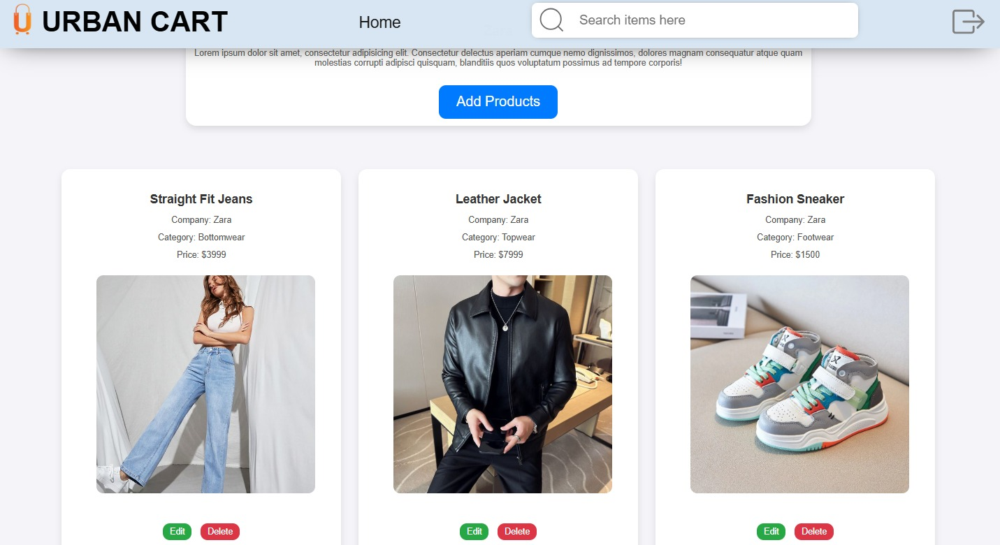 URBAN CART
Home
Search items here
Lorem ipsum dolor sit amet, consectetur adipisicing elit. Consectetur delectus aperiam cumque nemo dignissimos, dolores magnam consequatur atque quam
molestias corrupti adipisci quisquam, blanditiis quos voluptatum possimus ad tempore corporis!
Add Products
Straight Fit Jeans
Company: Zara
Category: Bottomwear
Price: $3999
Edit
Delete
Leather Jacket
Company: Zara
Category: Topwear
Price: $7999
Edit
Delete
Fashion Sneaker
Company: Zara
Category: Footwear
Price: $1500
Edit
Delete